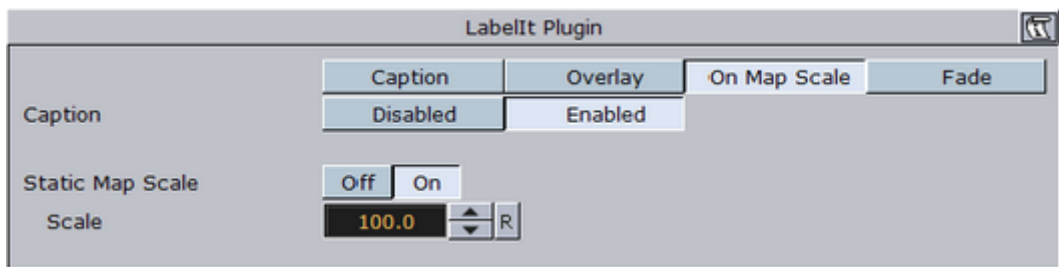 LabelIt Plugin
Caption Overlay On Map Scale Fade
Caption Disabled Enabled
Static Map Scale Off On
Scale 100.0 R